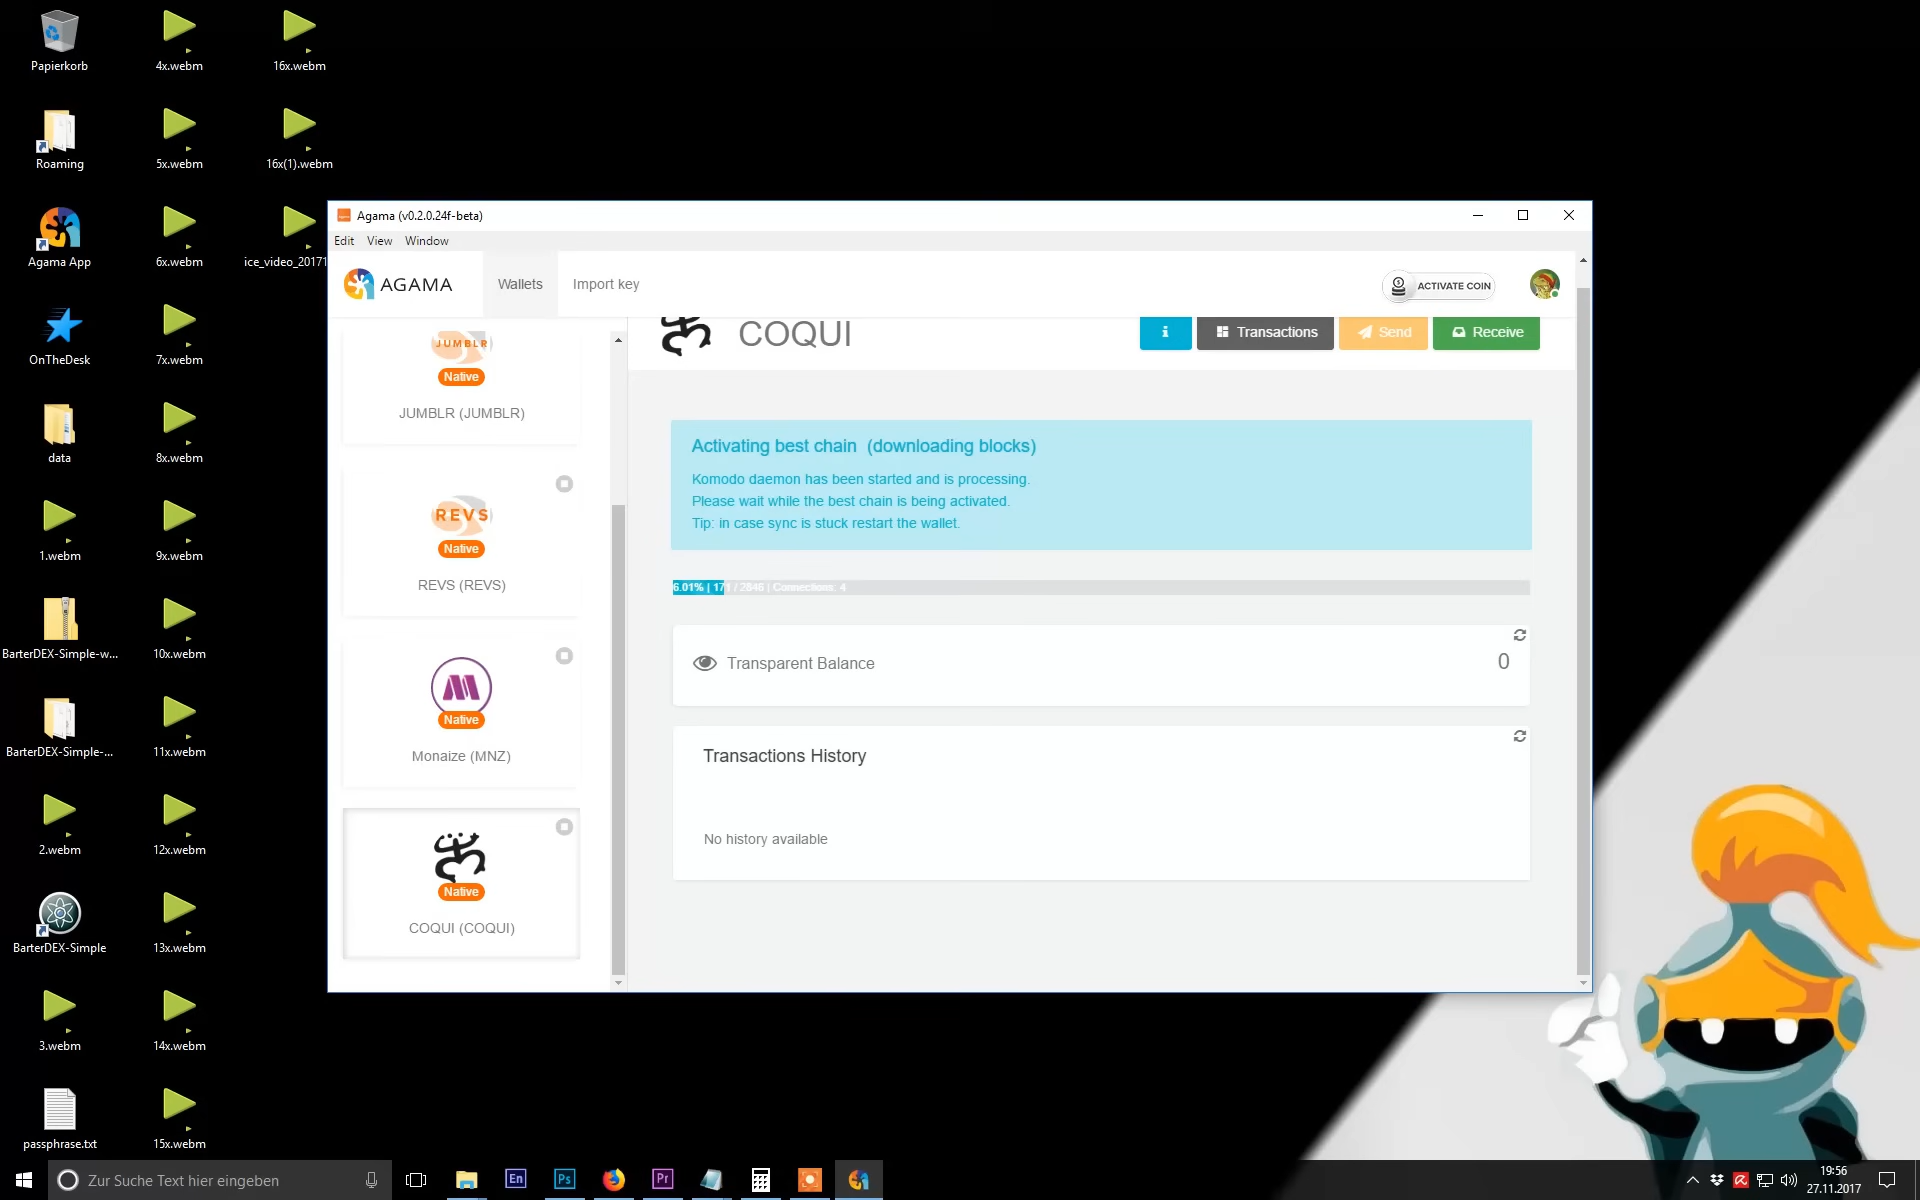 Papierkorb
4x.webm
16x.webm
Roaming
5x.webm
16x(1).webm
Agama App
6x.webm
ice_video_20171
OnTheDesk
7x.webm
data
8x.webm
1.webm
9x.webm
BarterDEX-Simple-w...
10x.webm
BarterDEX-Simple-...
11x.webm
2.webm
12x.webm
BarterDEX-Simple
13x.webm
3.webm
14x.webm
passphrase.txt
15x.webm
Agama (v0.2.0.24f-beta)
Edit View Window
AGAMA Wallets Import key ACTIVATE COIN
JUMBLR
Native
JUMBLR (JUMBLR)
REVS
Native
REVS (REVS)
Native
Monaize (MNZ)
Native
COQUI (COQUI)
COQUI i Transactions Send Receive
Activating best chain (downloading blocks)
Komodo daemon has been started and is processing.
Please wait while the best chain is being activated.
Tip: in case sync is stuck restart the wallet.
6.01% | 171 / 2846 | Connections: 4
Transparent Balance 0
Transactions History
No history available
Zur Suche Text hier eingeben
En Ps Pr
19:56
27.11.2017